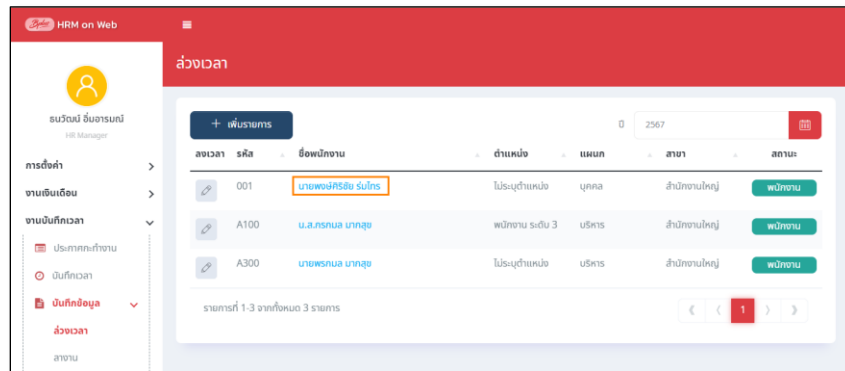 HRM on Web
ล่วงเวลา
ธนวัฒน์ อิ่มอารมณ์
HR Manager
การตั้งค่า
งานเงินเดือน
งานบันทึกเวลา
ประเภทกะทำงาน
บันทึกเวลา
บันทึกข้อมูล
ล่วงเวลา
ลางาน
+ เพิ่มรายการ
ปี 2567
ลงเวลา รหัส ชื่อพนักงาน ตำแหน่ง แผนก สาขา สถานะ
001 นายพงษ์ศิริชัย ร่มไทร ไม่ระบุตำแหน่ง บุคคล สำนักงานใหญ่ พนักงาน
A100 น.ส.กรกมล มากสุข พนักงาน ระดับ 3 บริหาร สำนักงานใหญ่ พนักงาน
A300 นายพรกมล มากสุข ไม่ระบุตำแหน่ง บริหาร สำนักงานใหญ่ พนักงาน
รายการที่ 1-3 จากทั้งหมด 3 รายการ
1